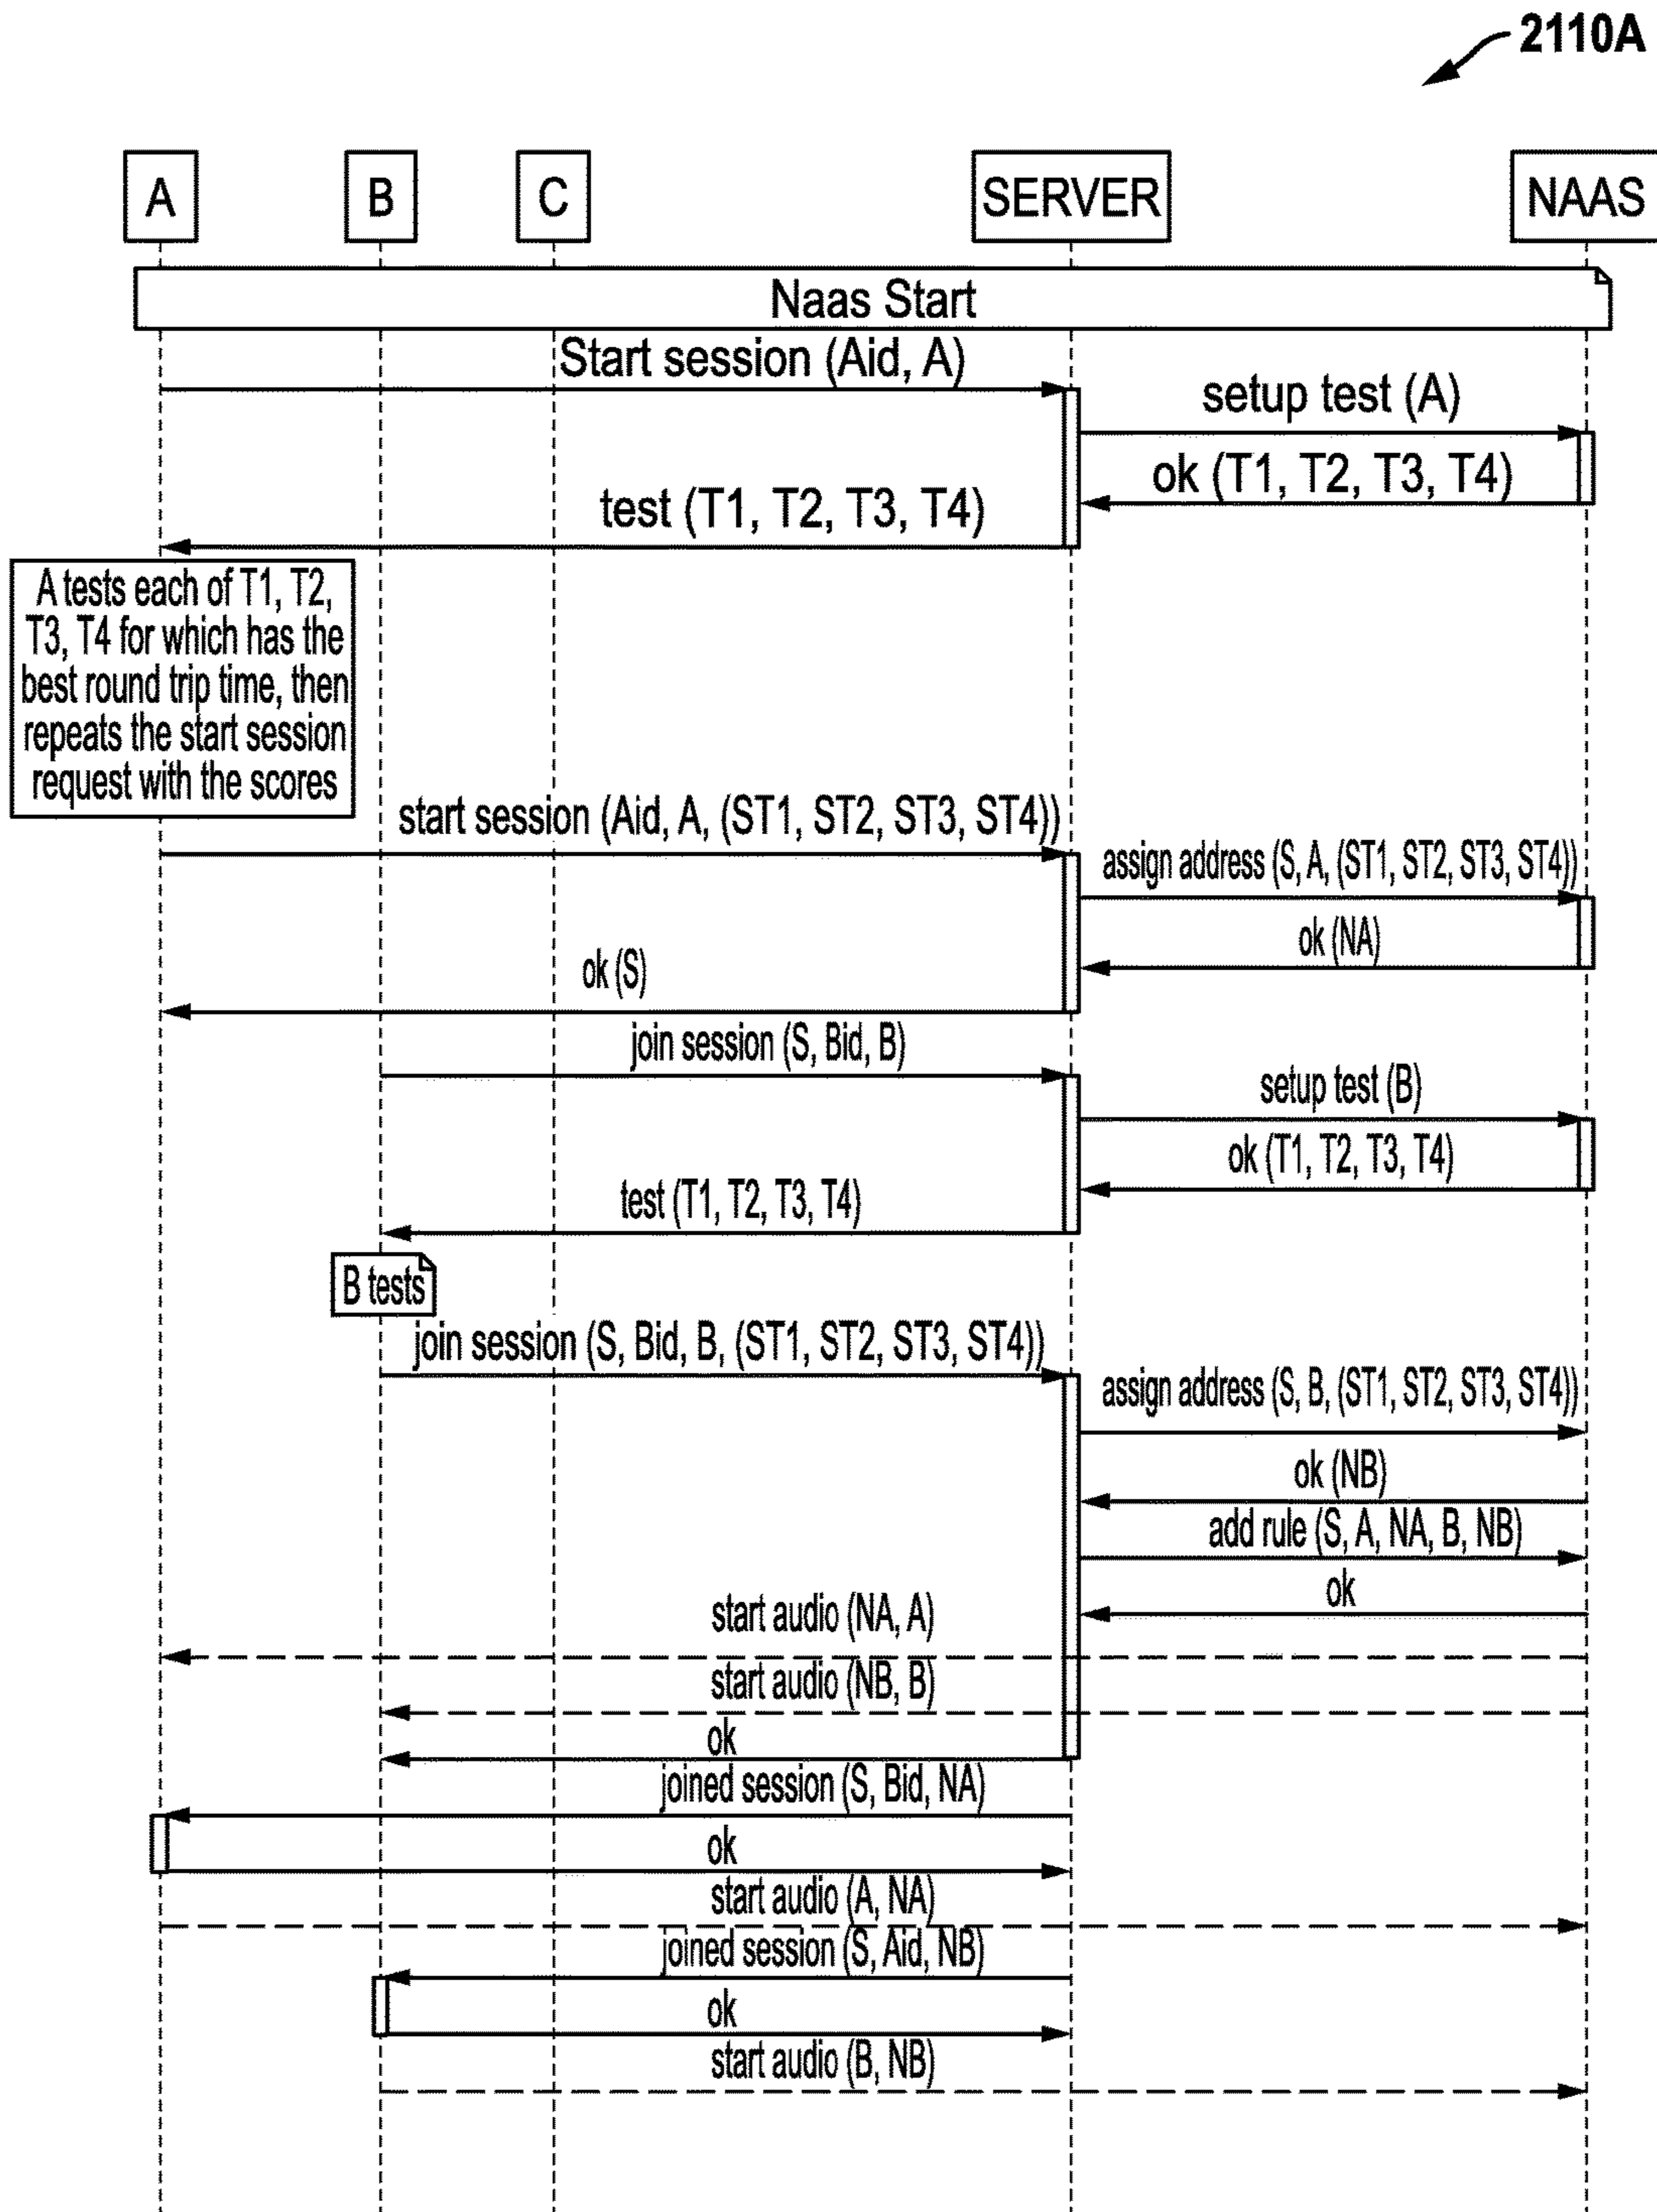 2110A
A
B
C
SERVER
NAAS
Naas Start
Start session (Aid, A)
setup test (A)
ok (T1, T2, T3, T4)
test (T1, T2, T3, T4)
A tests each of T1, T2,
T3, T4 for which has the
best round trip time, then
repeats the start session
request with the scores
start session (Aid, A, (ST1, ST2, ST3, ST4))
assign address (S, A, (ST1, ST2, ST3, ST4))
ok (NA)
ok (S)
join session (S, Bid, B)
setup test (B)
ok (T1, T2, T3, T4)
test (T1, T2, T3, T4)
B tests
join session (S, Bid, B, (ST1, ST2, ST3, ST4))
assign address (S, B, (ST1, ST2, ST3, ST4))
ok (NB)
add rule (S, A, NA, B, NB)
ok
start audio (NA, A)
start audio (NB, B)
ok
joined session (S, Bid, NA)
ok
start audio (A, NA)
joined session (S, Aid, NB)
ok
start audio (B, NB)